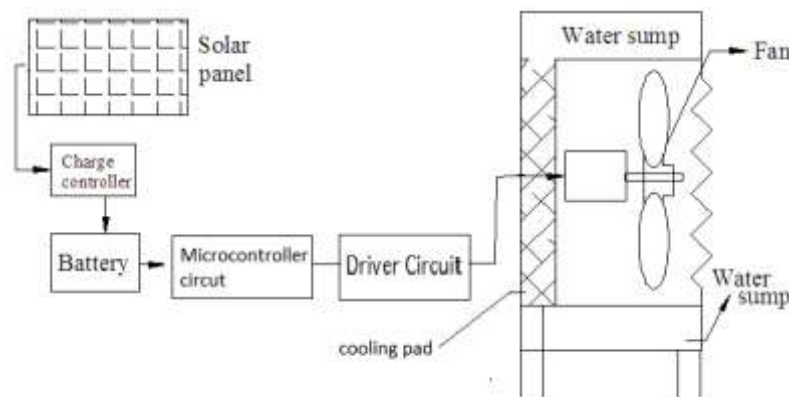 Solar
panel
Water sump
Fan
Charge
controller
Battery
Microcontroller
circut
Driver Circuit
Water
sump
cooling pad